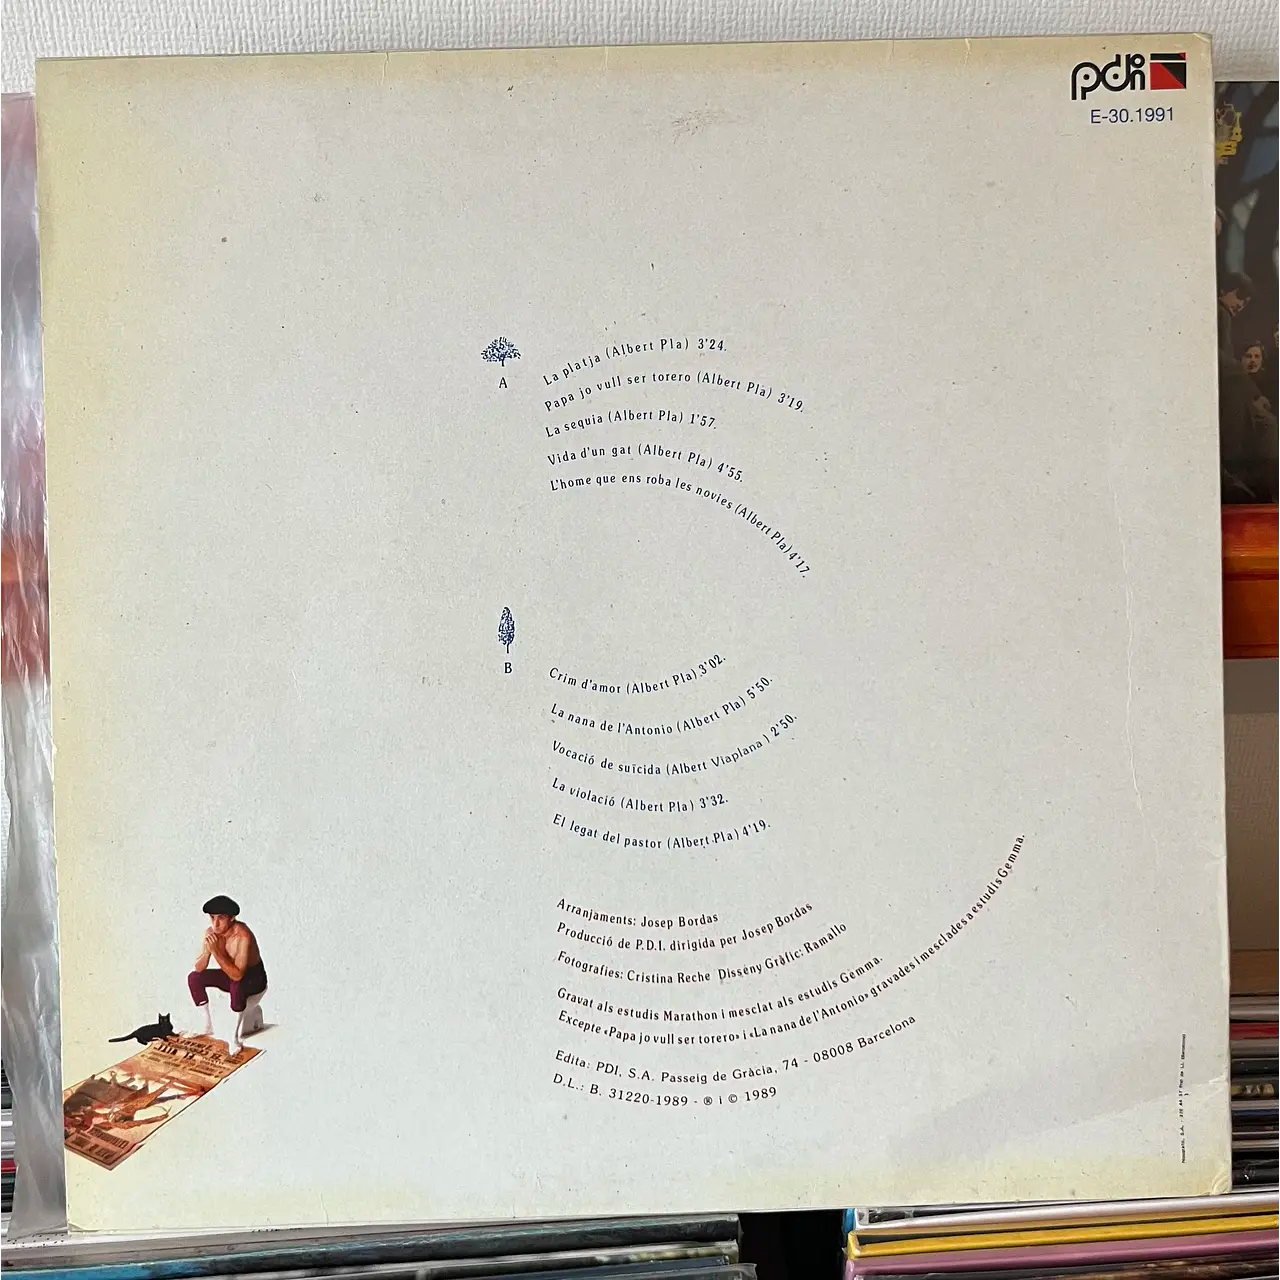 pdi
E-30.1991
A
La platja (Albert Pla) 3'24.
Papa jo vull ser torero (Albert Pla) 3'19.
La sequia (Albert Pla) 1'57.
Vida d'un gat (Albert Pla) 4'55.
L'home que ens roba les novies (Albert Pla) 4'17.
B
Crim d'amor (Albert Pla) 3'02.
La nana de l'Antonio (Albert Pla) 5'50.
Vocació de suïcida (Albert Viaplana) 2'50.
La violació (Albert Pla) 3'32.
El legat del pastor (Albert Pla) 4'19.
Arranjaments: Josep Bordas
Producció de P.D.I. dirigida per Josep Bordas
Fotografies: Cristina Reche Dissény Gràfic: Ramallo
Gravat als estudis Marathon i mesclat als estudis Gemma.
Excepte «Papa jo vull ser torero» i «La nana de l'Antonio» gravades i mesclades a estudis Gemma.
Edita: PDI, S.A. Passeig de Gràcia, 74 - 08008 Barcelona
D.L.: B. 31220-1989 - ® i © 1989